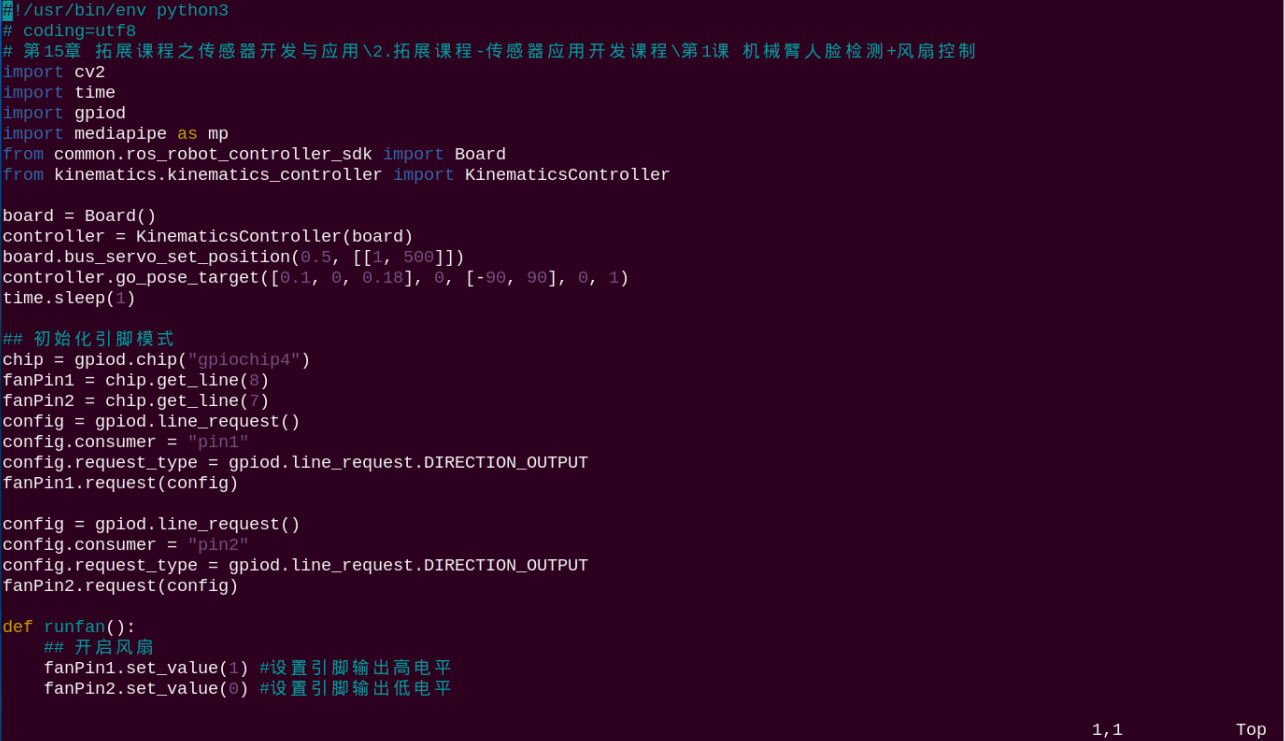 #!/usr/bin/env python3
# coding=utf8
# 第15章 拓展课程之传感器开发与应用\2.拓展课程-传感器应用开发课程\第1课 机械臂人脸检测+风扇控制
import cv2
import time
import gpiod
import mediapipe as mp
from common.ros_robot_controller_sdk import Board
from kinematics.kinematics_controller import KinematicsController

board = Board()
controller = KinematicsController(board)
board.bus_servo_set_position(0.5, [[1, 500]])
controller.go_pose_target([0.1, 0, 0.18], 0, [-90, 90], 0, 1)
time.sleep(1)

## 初始化引脚模式
chip = gpiod.chip("gpiochip4")
fanPin1 = chip.get_line(8)
fanPin2 = chip.get_line(7)
config = gpiod.line_request()
config.consumer = "pin1"
config.request_type = gpiod.line_request.DIRECTION_OUTPUT
fanPin1.request(config)

config = gpiod.line_request()
config.consumer = "pin2"
config.request_type = gpiod.line_request.DIRECTION_OUTPUT
fanPin2.request(config)

def runfan():
    ## 开启风扇
    fanPin1.set_value(1) #设置引脚输出高电平
    fanPin2.set_value(0) #设置引脚输出低电平

1,1 Top